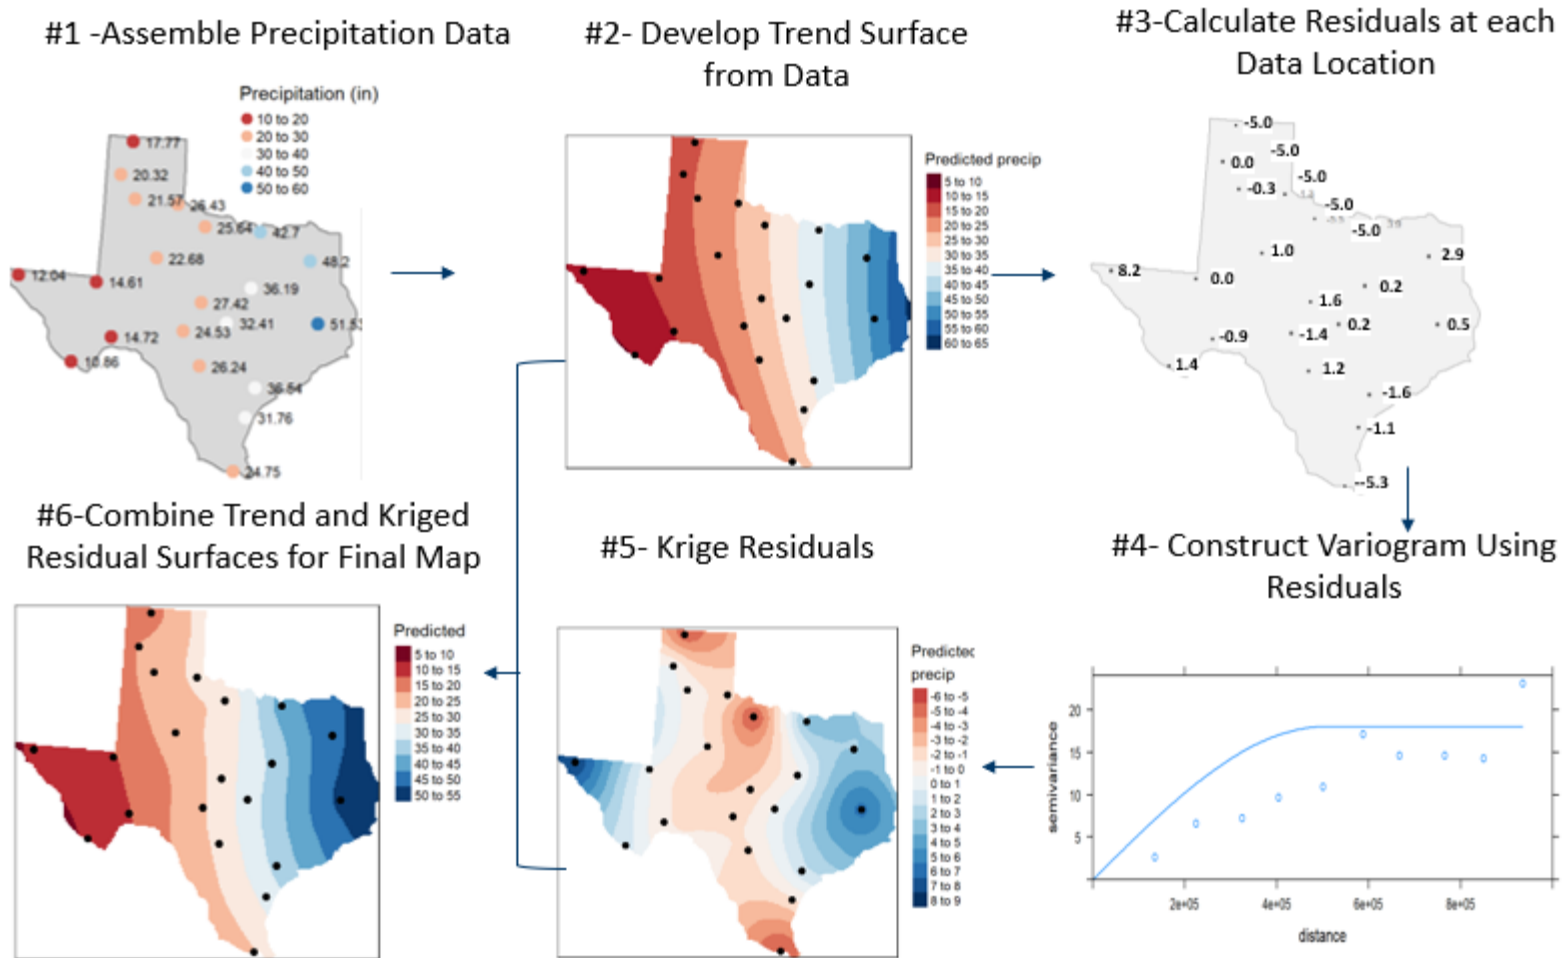 #1 -Assemble Precipitation Data
Precipitation (in)
10 to 20
20 to 30
30 to 40
40 to 50
50 to 60
17.77
20.32
21.57
26.43
25.64
42.7
22.68
48.2
12.04
14.61
36.19
27.42
32.41
51.53
24.53
14.72
10.86
26.24
36.54
31.76
24.75
#2- Develop Trend Surface
from Data
Predicted precip
5 to 10
10 to 15
15 to 20
20 to 25
25 to 30
30 to 35
35 to 40
40 to 45
45 to 50
50 to 55
55 to 60
60 to 65
#3-Calculate Residuals at each
Data Location
-5.0
-5.0
0.0
-5.0
-0.3
-5.0
-5.0
1.0
2.9
8.2
0.0
0.2
1.6
0.2
0.5
-1.4
-0.9
1.4
1.2
-1.6
-1.1
--5.3
#4- Construct Variogram Using
Residuals
semivariance
20
15
10
5
2e+05
4e+05
6e+05
8e+05
distance
#5- Krige Residuals
Predicted
precip
-6 to -5
-5 to -4
-4 to -3
-3 to -2
-2 to -1
-1 to 0
0 to 1
1 to 2
2 to 3
3 to 4
4 to 5
5 to 6
6 to 7
7 to 8
8 to 9
#6-Combine Trend and Kriged
Residual Surfaces for Final Map
Predicted
5 to 10
10 to 15
15 to 20
20 to 25
25 to 30
30 to 35
35 to 40
40 to 45
45 to 50
50 to 55